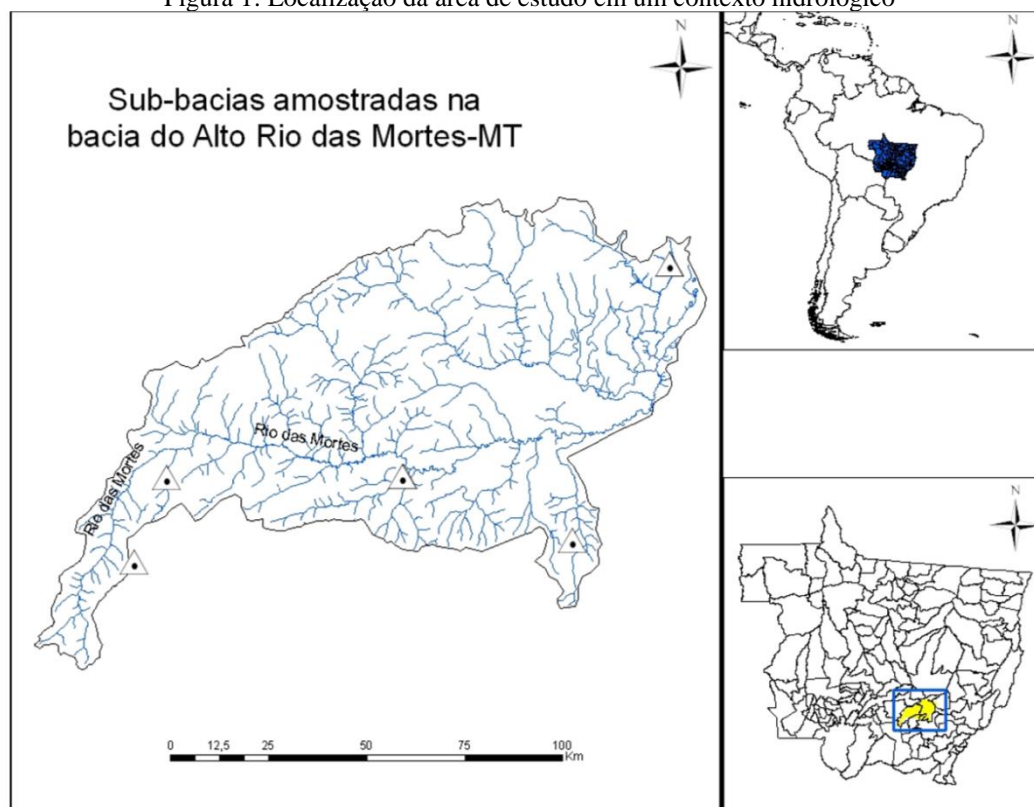 Figura 1: Localização da área de estudo em um contexto hidrológico
N
Sub-bacias amostradas na
bacia do Alto Rio das Mortes-MT
Rio das Mortes
Rio das Mortes
0 12,5 25 50 75 100
Km
N
N